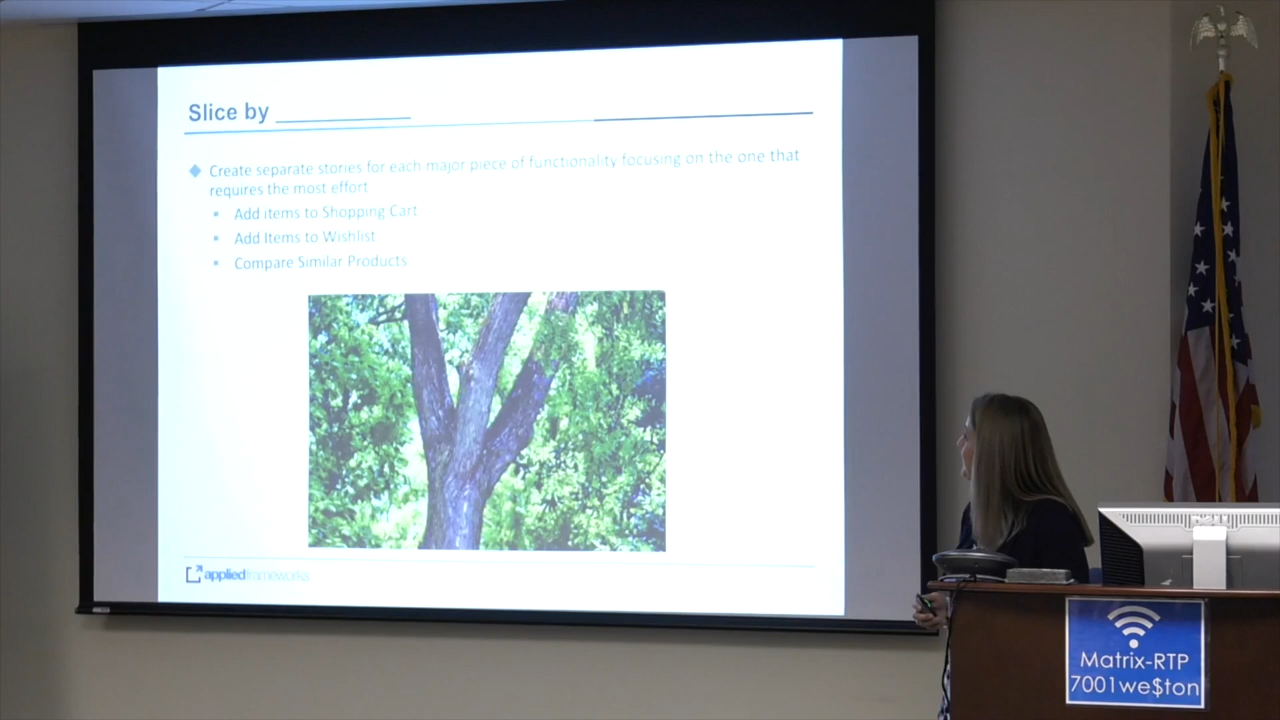 Slice by ___________
Create separate stories for each major piece of functionality focusing on the one that
requires the most effort
Add items to Shopping Cart
Add Items to Wishlist
Compare Similar Products
appliedframeworks
Matrix-RTP
7001we$ton